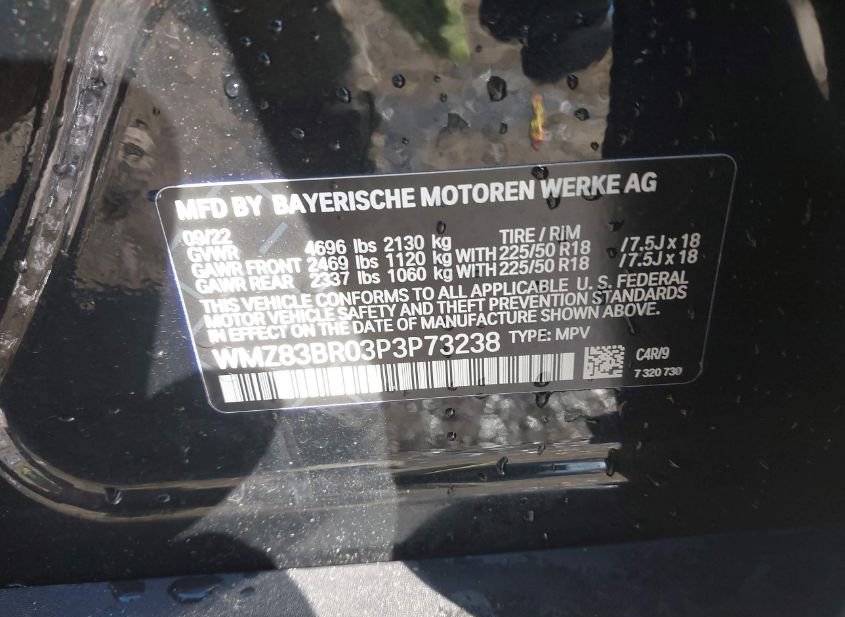 MFD BY BAYERISCHE MOTOREN WERKE AG
09/22 TIRE / RIM
GVWR 4696 lbs 2130 kg
GAWR FRONT 2469 lbs 1120 kg WITH 225/50 R18 /7.5J x 18
GAWR REAR 2337 lbs 1060 kg WITH 225/50 R18 /7.5J x 18
THIS VEHICLE CONFORMS TO ALL APPLICABLE U. S. FEDERAL
MOTOR VEHICLE SAFETY AND THEFT PREVENTION STANDARDS
IN EFFECT ON THE DATE OF MANUFACTURE SHOWN ABOVE.
WMZ83BR03P3P73238 TYPE: MPV
C4R/9
7 320 730